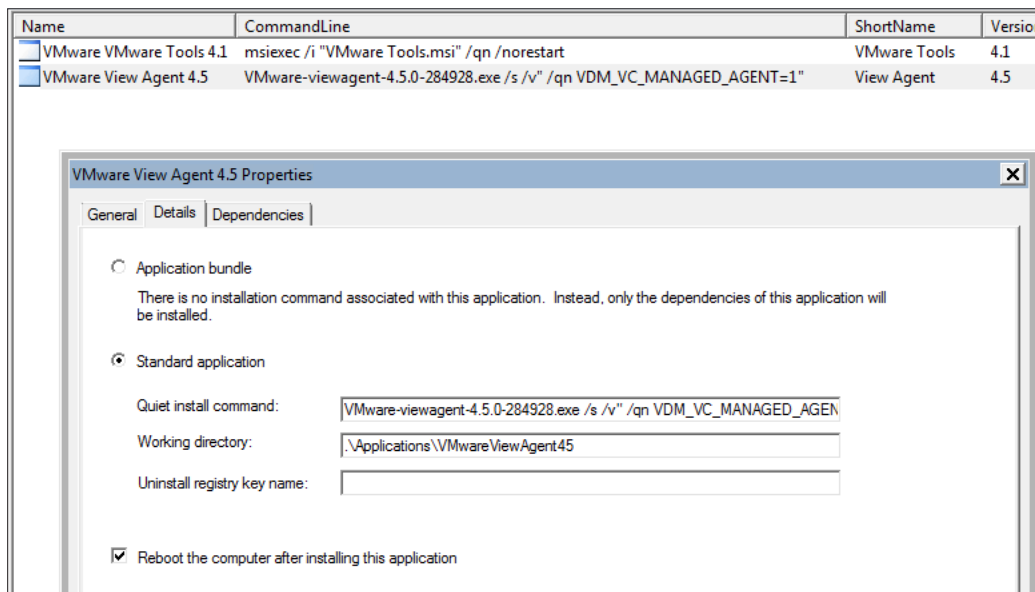 Name CommandLine ShortName Versio
VMware VMware Tools 4.1 msiexec /i "VMware Tools.msi" /qn /norestart VMware Tools 4.1
VMware View Agent 4.5 VMware-viewagent-4.5.0-284928.exe /s /v" /qn VDM_VC_MANAGED_AGENT=1" View Agent 4.5
VMware View Agent 4.5 Properties
General Details Dependencies
Application bundle
There is no installation command associated with this application. Instead, only the dependencies of this application will
be installed.
Standard application
Quiet install command: VMware-viewagent-4.5.0-284928.exe /s /v" /qn VDM_VC_MANAGED_AGEN
Working directory: .\Applications\VMwareViewAgent45
Uninstall registry key name:
Reboot the computer after installing this application